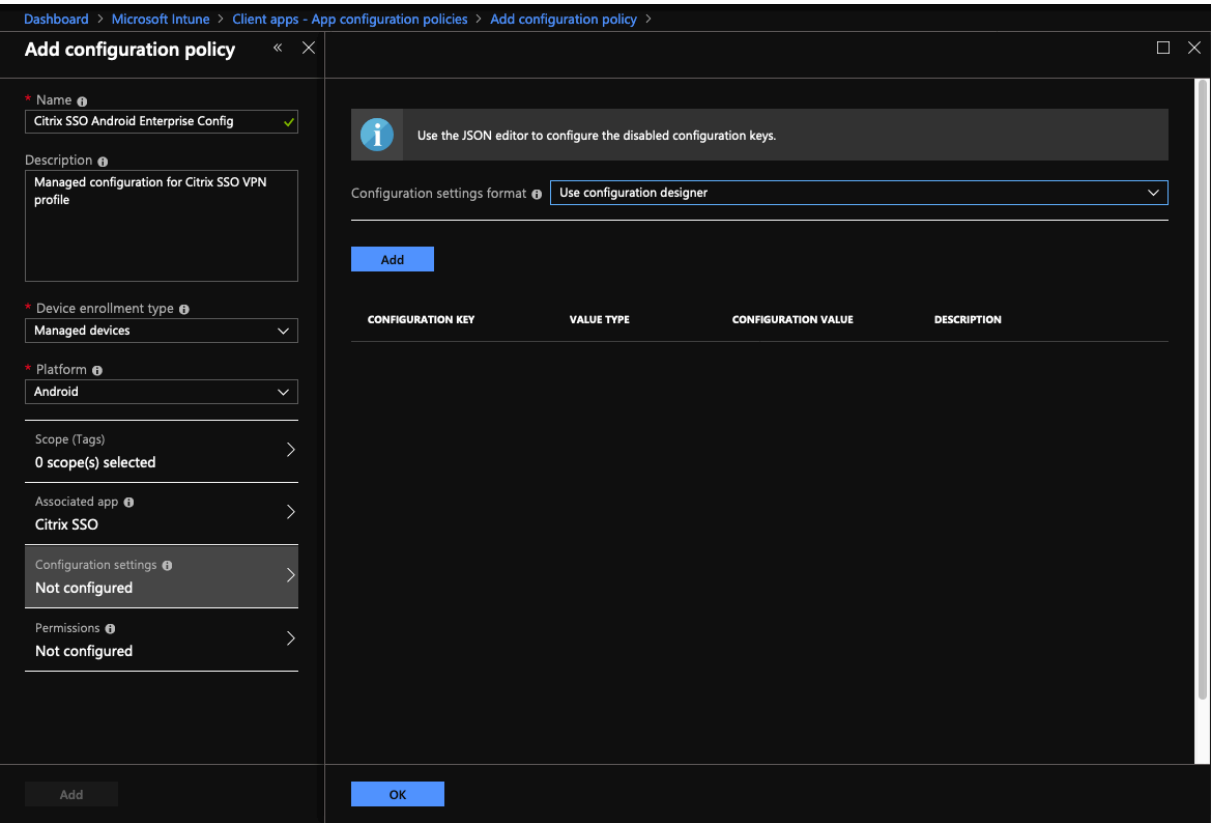 Dashboard > Microsoft Intune > Client apps - App configuration policies > Add configuration policy >
Add configuration policy
* Name
Citrix SSO Android Enterprise Config
Description
Managed configuration for Citrix SSO VPN
profile
* Device enrollment type
Managed devices
* Platform
Android
Scope (Tags)
0 scope(s) selected
Associated app
Citrix SSO
Configuration settings
Not configured
Permissions
Not configured
Add
Use the JSON editor to configure the disabled configuration keys.
Configuration settings format Use configuration designer
Add
CONFIGURATION KEY VALUE TYPE CONFIGURATION VALUE DESCRIPTION
OK